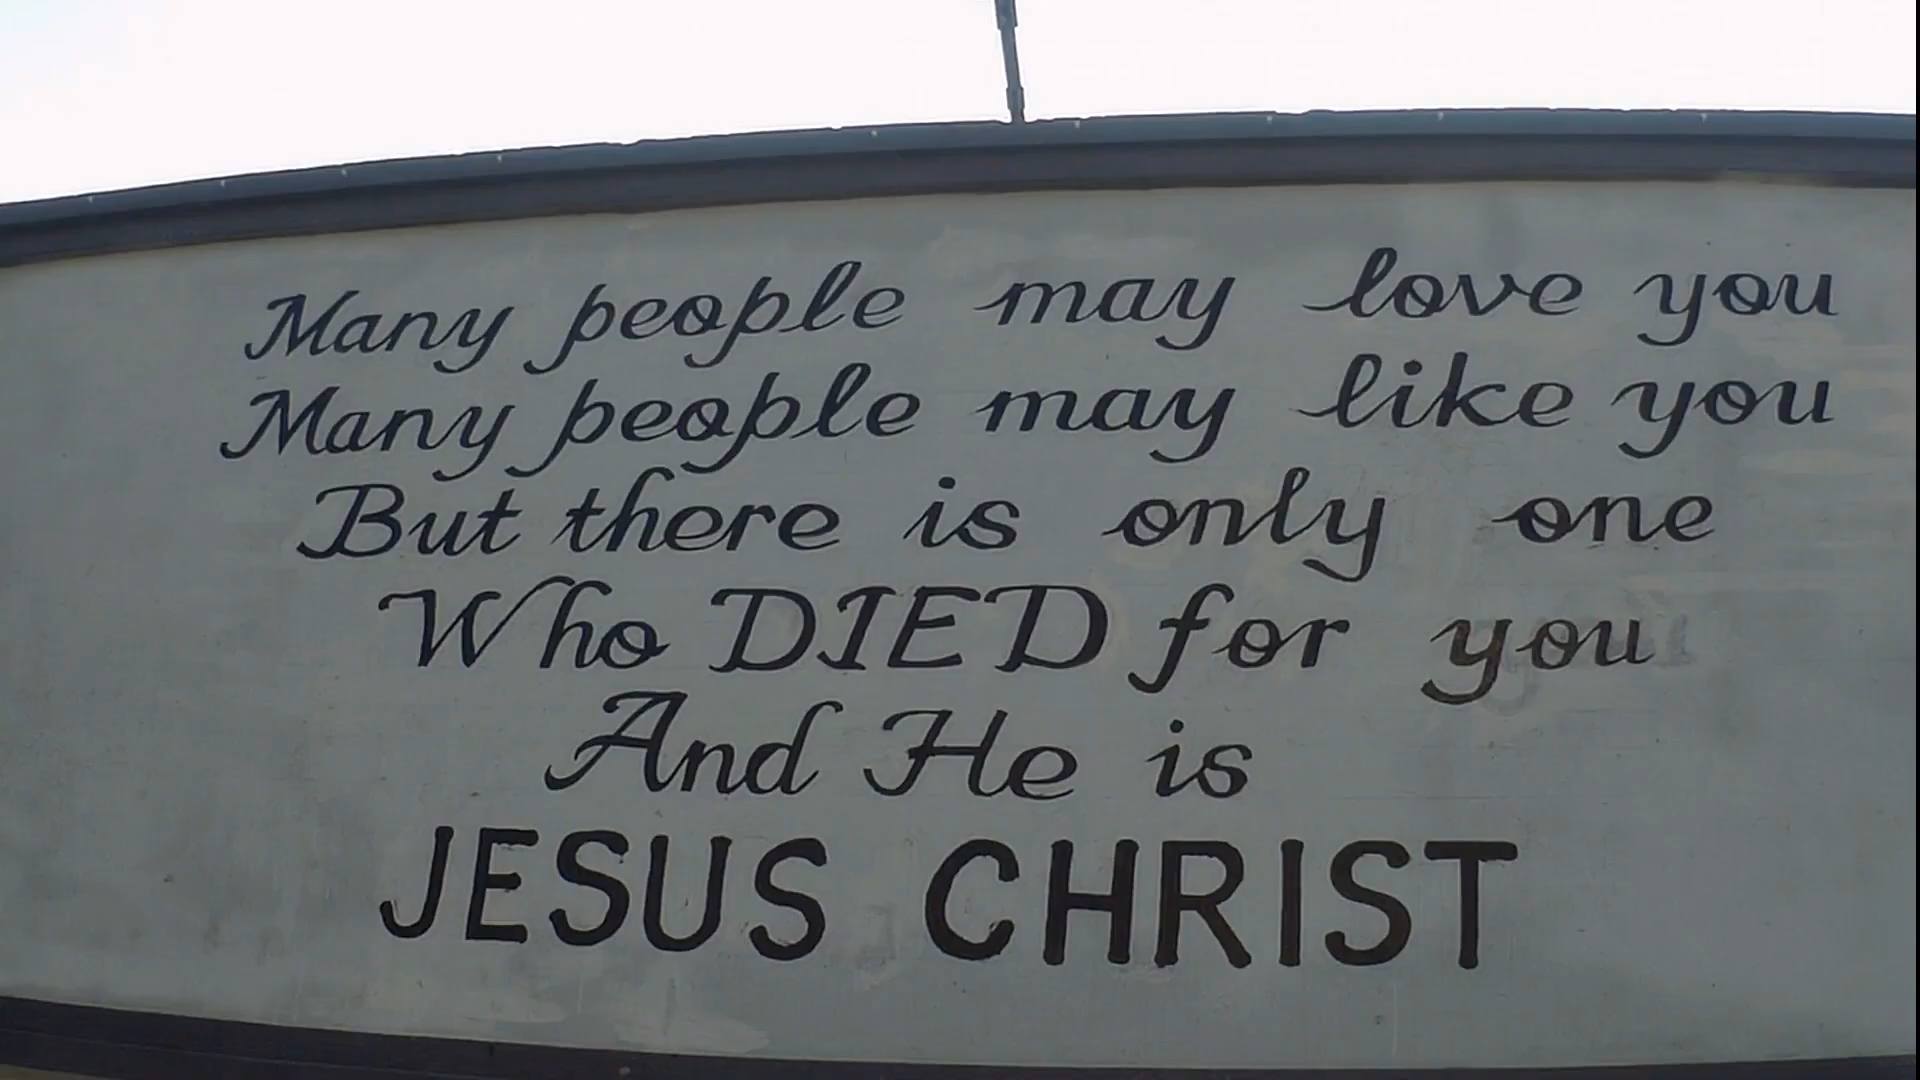 Many people may love you
Many people may like you
But there is only one
Who DIED for you
And He is
JESUS CHRIST